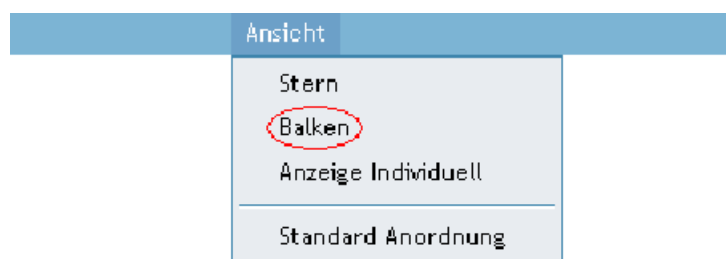 Ansicht
Stern
Balken
Anzeige Individuell
Standard Anordnung